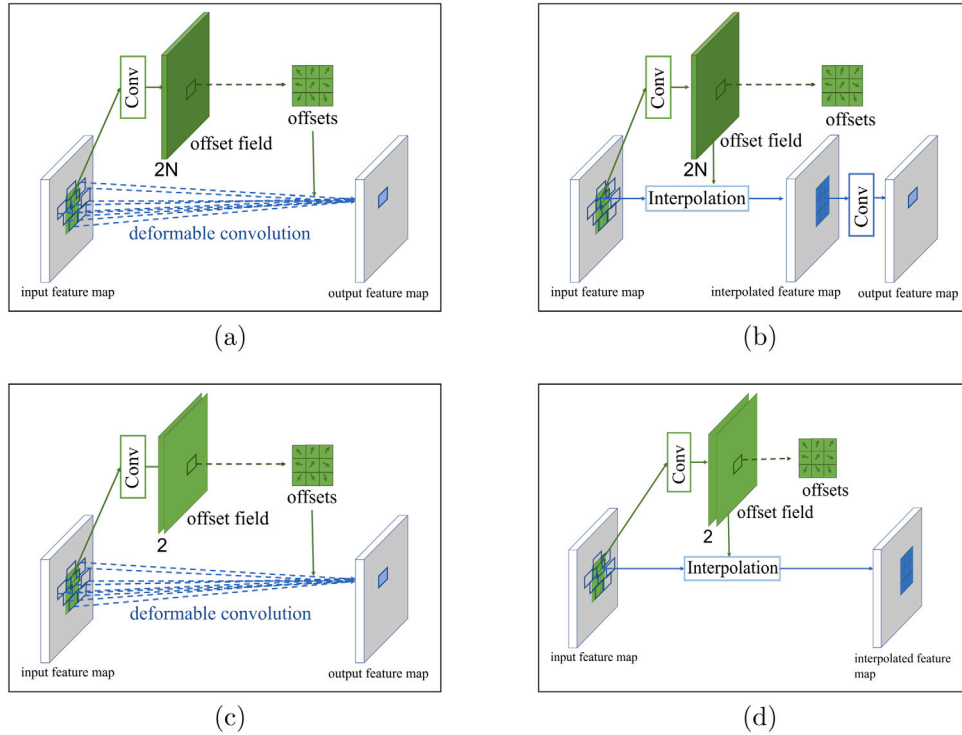 Conv
offset field
offsets
2N
deformable convolution
input feature map
output feature map
(a)
Conv
offset field
offsets
2N
Interpolation
Conv
input feature map
interpolated feature map
output feature map
(b)
Conv
offset field
offsets
2
deformable convolution
input feature map
output feature map
(c)
Conv
offset field
offsets
2
Interpolation
input feature map
interpolated feature
map
(d)